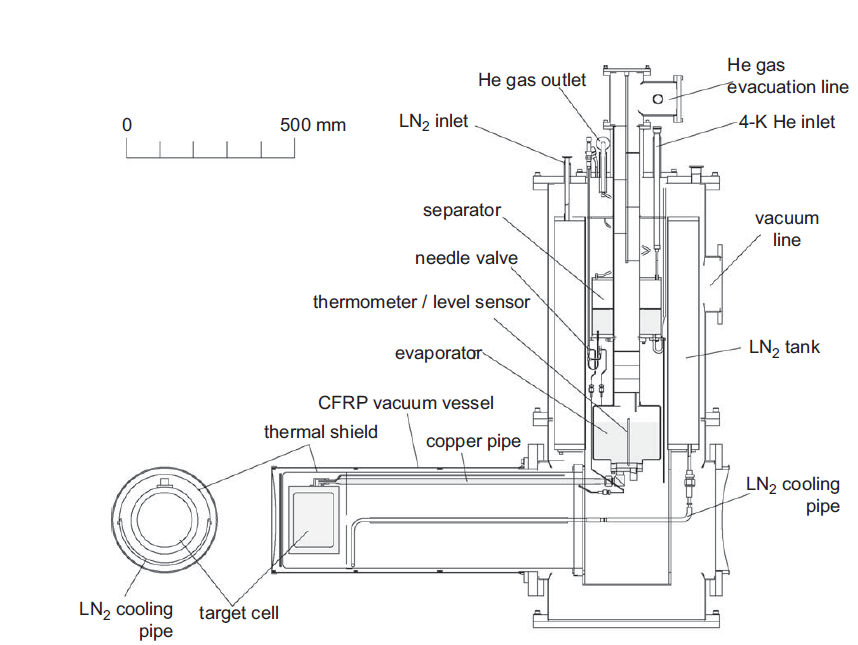 He gas
evacuation line
He gas outlet
0
500 mm
LN2 inlet
4-K He inlet
separator
vacuum
line
needle valve
thermometer / level sensor
evaporator
LN2 tank
CFRP vacuum vessel
thermal shield
copper pipe
LN2 cooling
pipe
LN2 cooling
pipe
target cell